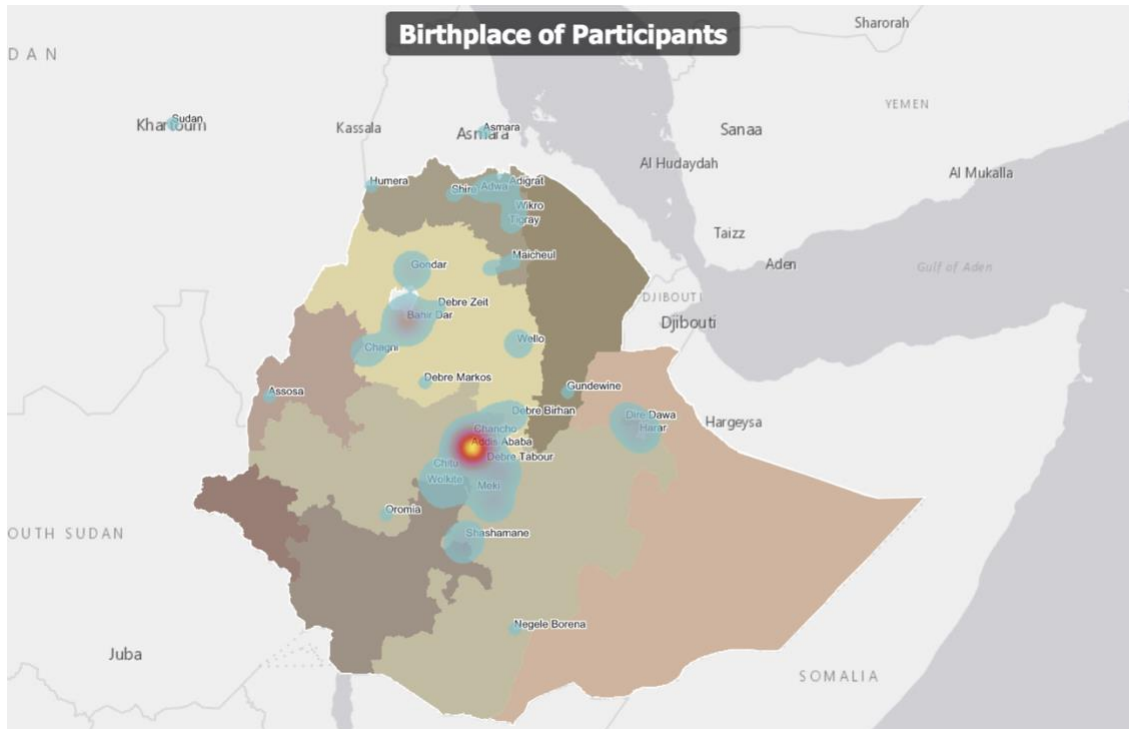 Birthplace of Participants
Sharorah
DAN
YEMEN
Sudan
Khartoum
Kassala
Asmara
Asmara
Sanaa
Al Hudaydah
Al Mukalla
Humera
Shire
Adwa
Adigrat
Wikro
Tigray
Taizz
Maicheul
Aden
Gulf of Aden
Gondar
DJIBOUTI
Debre Zeit
Bahir Dar
Djibouti
Wello
Chagni
Debre Markos
Gundewine
Assosa
Debre Birhan
Dire Dawa
Harar
Hargeysa
Chancho
Addis Ababa
Debre Tabour
Chitu
Wolkite
Meki
Oromia
OUTH SUDAN
Shashamane
Negele Borena
Juba
SOMALIA